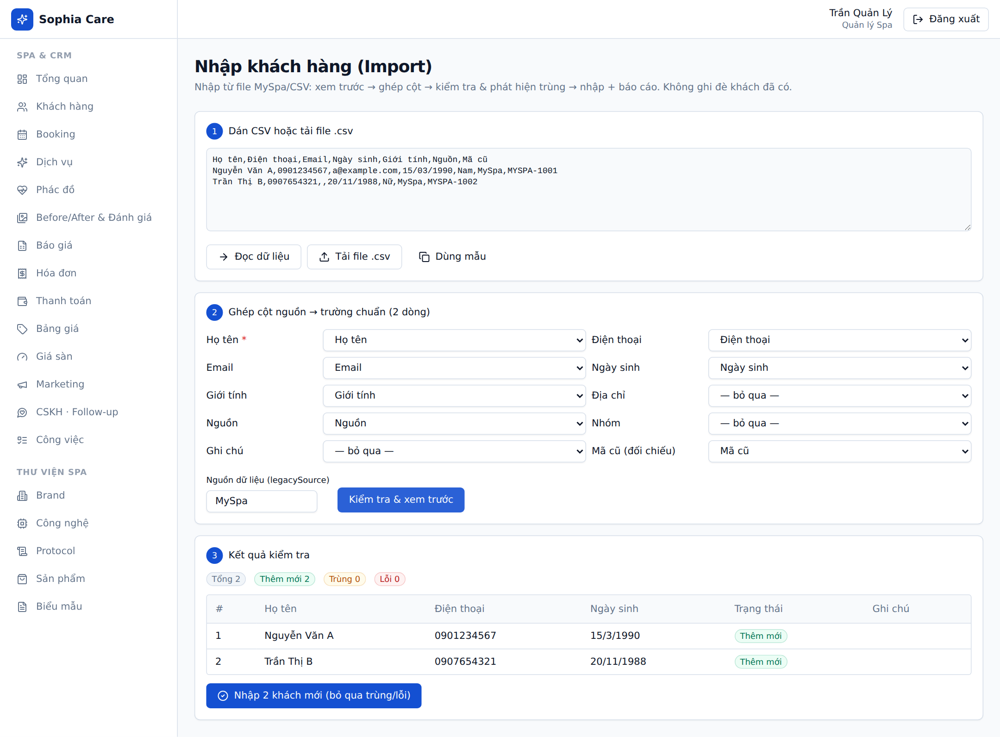 Sophia Care
Trần Quản Lý
Quản lý Spa
Đăng xuất
SPA & CRM
Tổng quan
Khách hàng
Booking
Dịch vụ
Phác đồ
Before/After & Đánh giá
Báo giá
Hóa đơn
Thanh toán
Bảng giá
Giá sàn
Marketing
CSKH · Follow-up
Công việc
THƯ VIỆN SPA
Brand
Công nghệ
Protocol
Sản phẩm
Biểu mẫu
Nhập khách hàng (Import)
Nhập từ file MySpa/CSV: xem trước → ghép cột → kiểm tra & phát hiện trùng → nhập + báo cáo. Không ghi đè khách đã có.
1 Dán CSV hoặc tải file .csv
Họ tên,Điện thoại,Email,Ngày sinh,Giới tính,Nguồn,Mã cũ
Nguyễn Văn A,0901234567,a@example.com,15/03/1990,Nam,MySpa,MYSPA-1001
Trần Thị B,0907654321,,20/11/1988,Nữ,MySpa,MYSPA-1002
Đọc dữ liệu Tải file .csv Dùng mẫu
2 Ghép cột nguồn → trường chuẩn (2 dòng)
Họ tên * Họ tên Điện thoại Điện thoại
Email Email Ngày sinh Ngày sinh
Giới tính Giới tính Địa chỉ — bỏ qua —
Nguồn Nguồn Nhóm — bỏ qua —
Ghi chú — bỏ qua — Mã cũ (đối chiếu) Mã cũ
Nguồn dữ liệu (legacySource)
MySpa Kiểm tra & xem trước
3 Kết quả kiểm tra
Tổng 2 Thêm mới 2 Trùng 0 Lỗi 0
# Họ tên Điện thoại Ngày sinh Trạng thái Ghi chú
1 Nguyễn Văn A 0901234567 15/3/1990 Thêm mới
2 Trần Thị B 0907654321 20/11/1988 Thêm mới
Nhập 2 khách mới (bỏ qua trùng/lỗi)